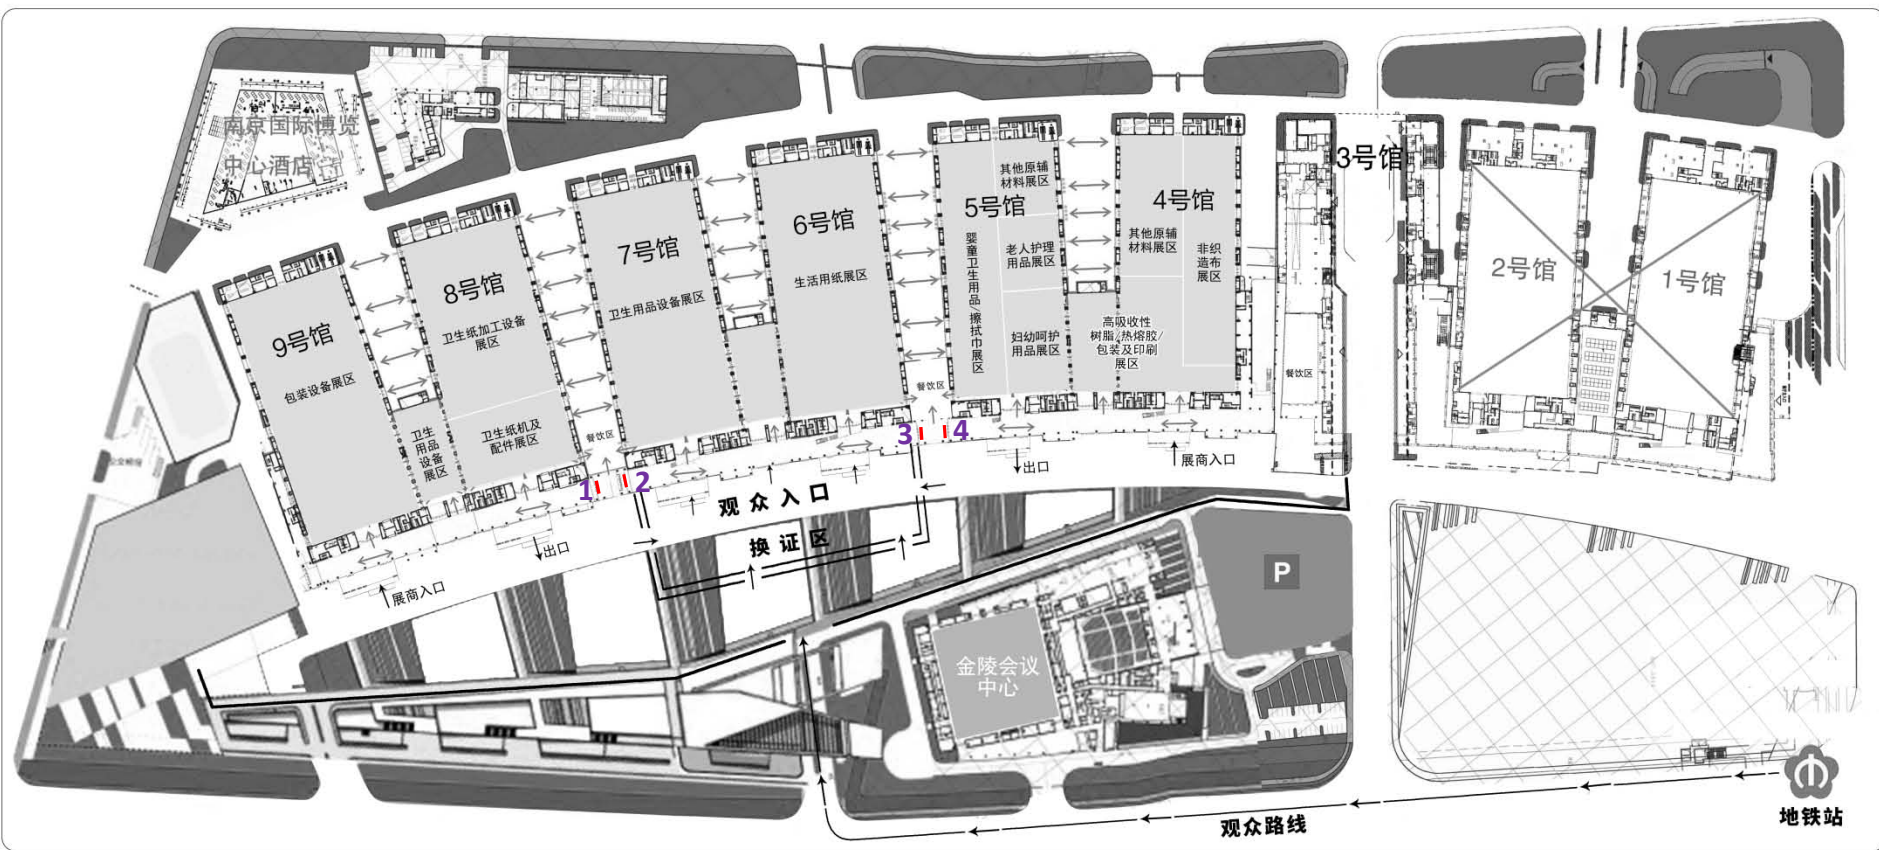 南京国际博览
中心酒店
9号馆
包装设备展区
8号馆
卫生纸加工设备
展区
卫生
用品
设备
展区
卫生纸机及
配件展区
餐饮区
7号馆
卫生用品设备展区
6号馆
生活用纸展区
餐饮区
5号馆
其他原辅
材料展区
婴童卫生用品/擦拭巾展区
老人护理
用品展区
妇幼呵护
用品展区
4号馆
其他原辅
材料展区
非织
造布
展区
高吸收性
树脂/热熔胶/
包装及印刷
展区
餐饮区
3号馆
2号馆
1号馆
1
2
3
4
展商入口
出口
观众入口
换证区
出口
展商入口
金陵会议
中心
P
观众路线
地铁站